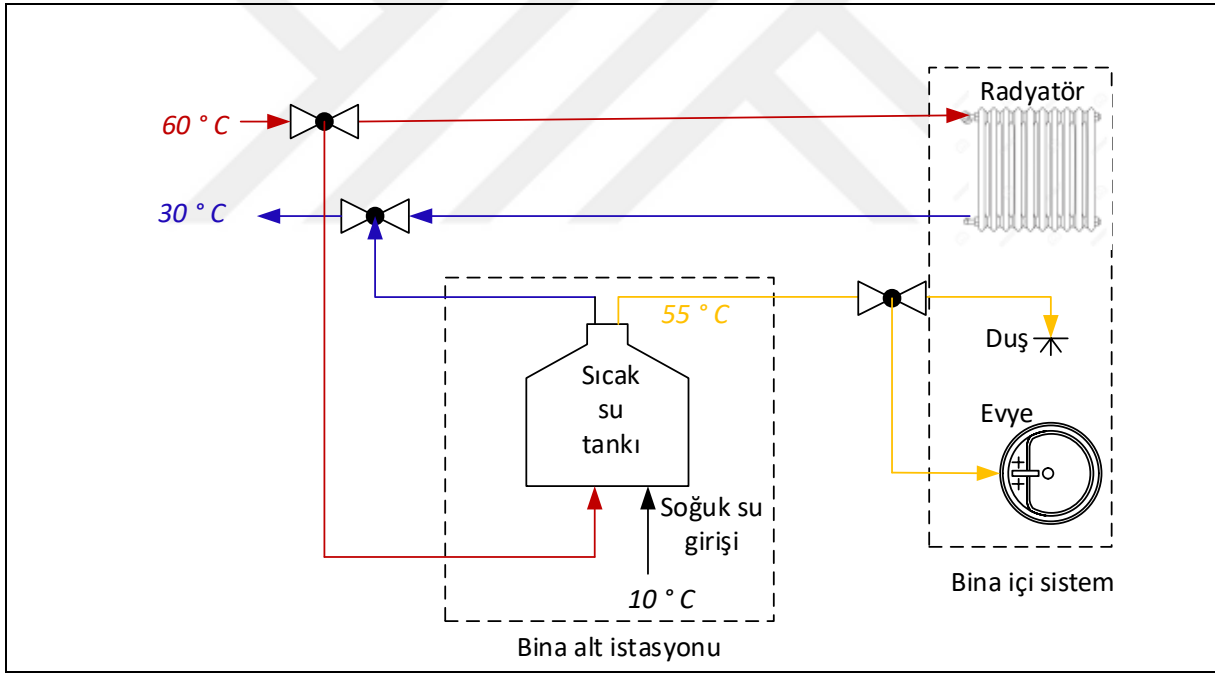 Radyatör
60 ° C
30 ° C
55 ° C
Duş
Sıcak
su
tankı
Evye
Soğuk su
girişi
10 ° C
Bina içi sistem
Bina alt istasyonu